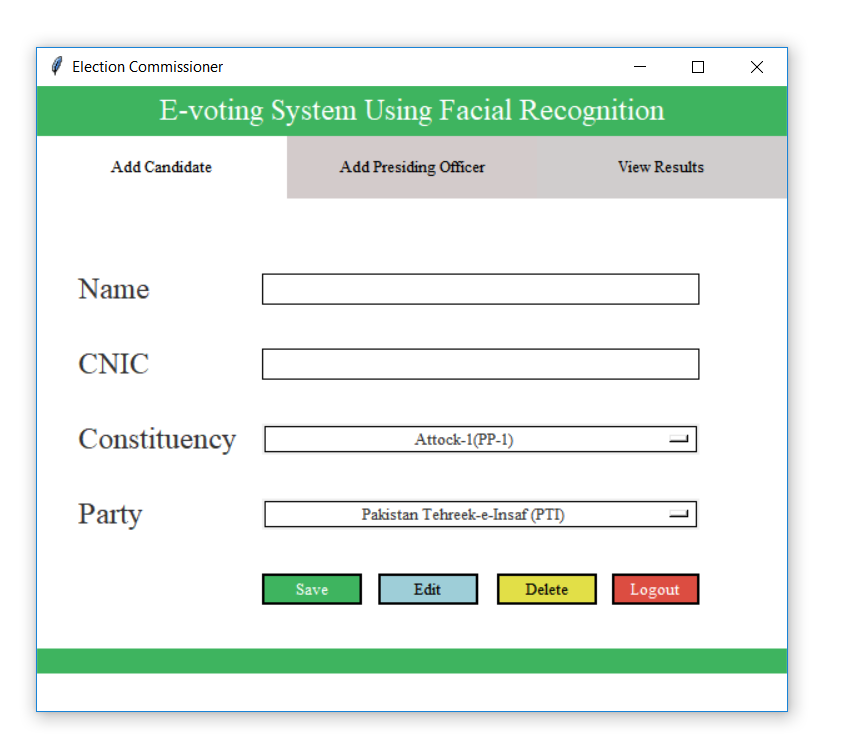 Election Commissioner
E-voting System Using Facial Recognition
Add Candidate Add Presiding Officer View Results
Name
CNIC
Constituency Attock-1(PP-1)
Party Pakistan Tehreek-e-Insaf (PTI)
Save Edit Delete Logout